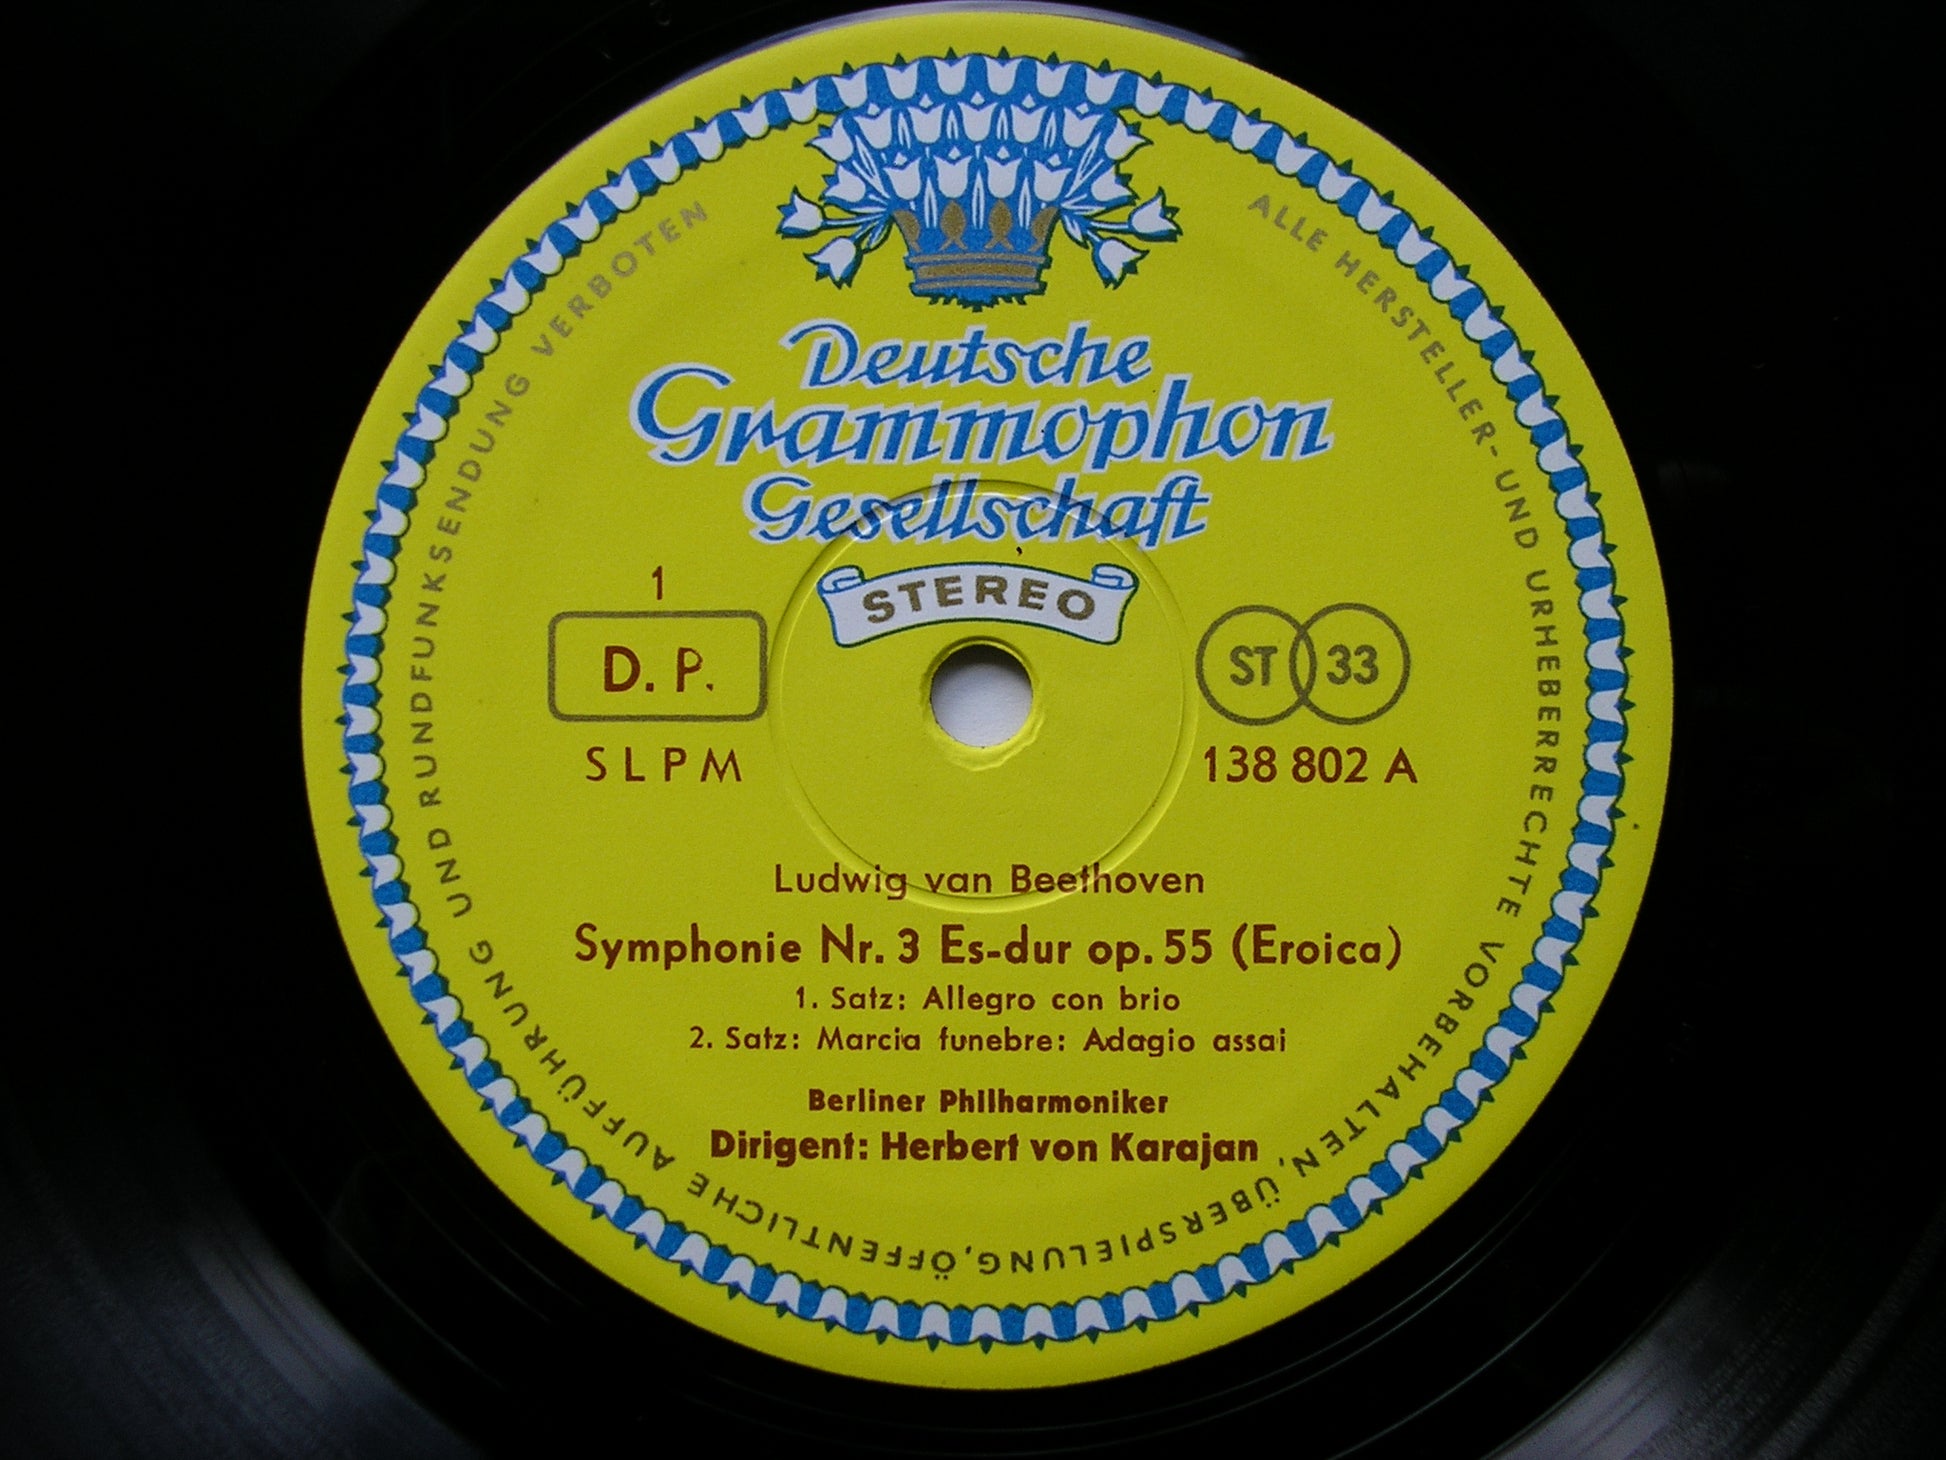 Deutsche
Grammophon
Gesellschaft
STEREO
1
D. P.
ST 33
SLPM
138 802 A
Ludwig van Beethoven
Symphonie Nr. 3 Es-dur op. 55 (Eroica)
1. Satz: Allegro con brio
2. Satz: Marcia funebre: Adagio assai
Berliner Philharmoniker
Dirigent: Herbert von Karajan
ALLE HERSTELLER- UND URHEBERRECHTE VORBEHALTEN, ÜBERSPIELUNG, ÖFFENTLICHE AUFFÜHRUNG UND RUNDFUNKSENDUNG VERBOTEN